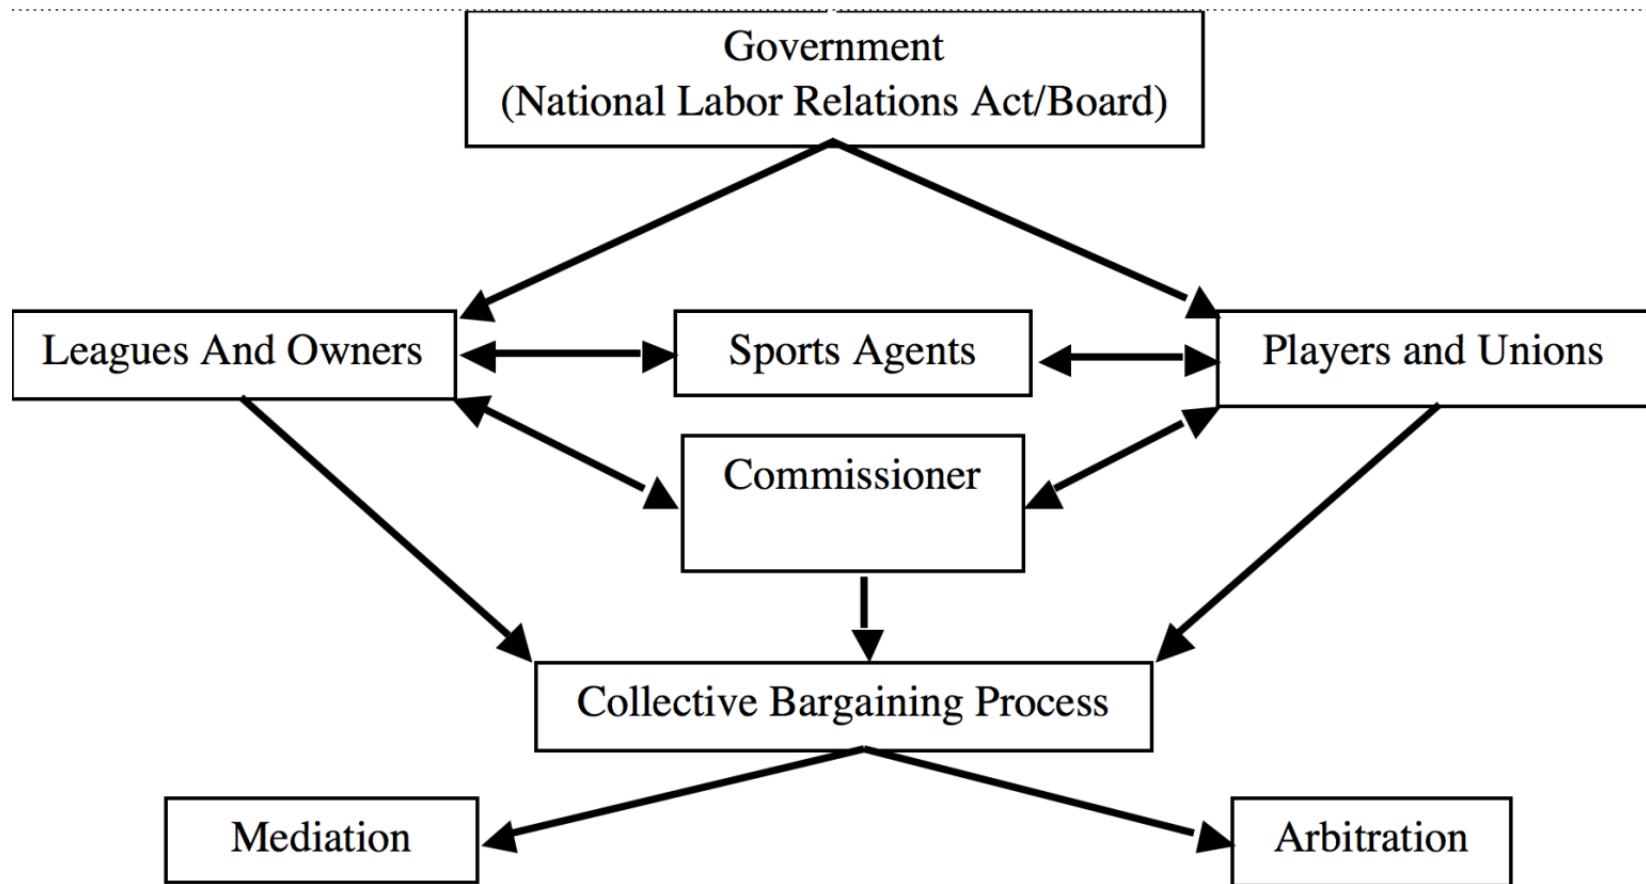 Government
(National Labor Relations Act/Board)
Leagues And Owners
Sports Agents
Players and Unions
Commissioner
Collective Bargaining Process
Mediation
Arbitration